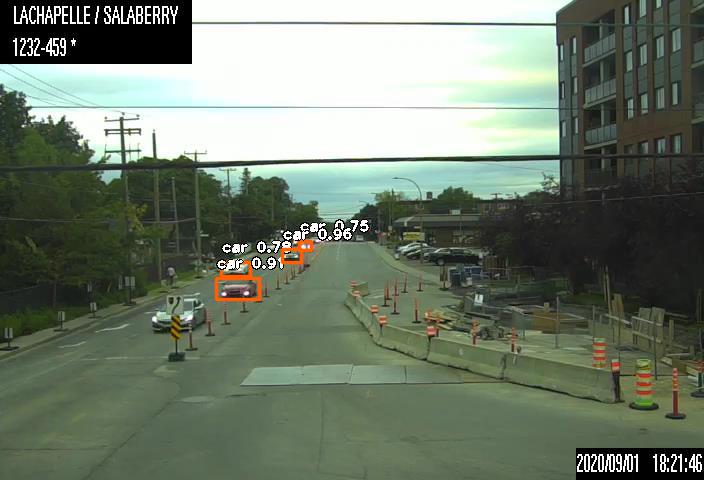 LACHAPELLE / SALABERRY
1232-459 *
car 0.75
car 0.96
car 0.78
car 0.91
2020/09/01 18:21:46